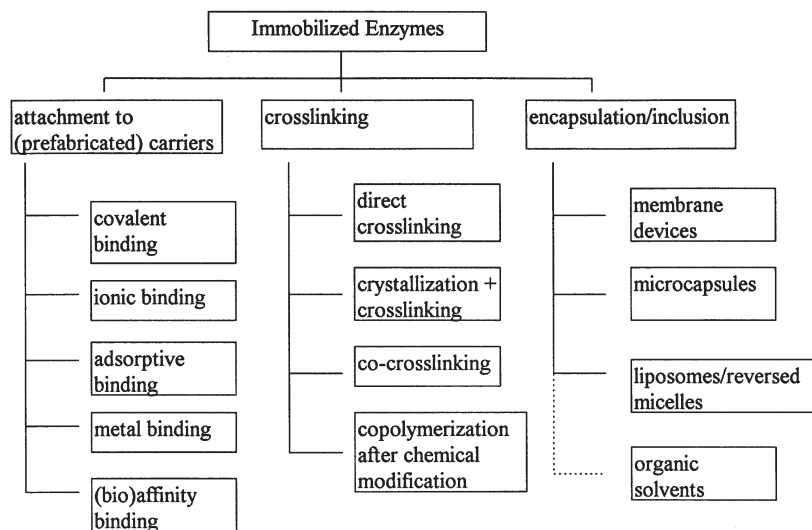 Immobilized Enzymes
attachment to
(prefabricated) carriers
covalent
binding
ionic binding
adsorptive
binding
metal binding
(bio)affinity
binding
crosslinking
direct
crosslinking
crystallization +
crosslinking
co-crosslinking
copolymerization
after chemical
modification
encapsulation/inclusion
membrane
devices
microcapsules
liposomes/reversed
micelles
organic
solvents